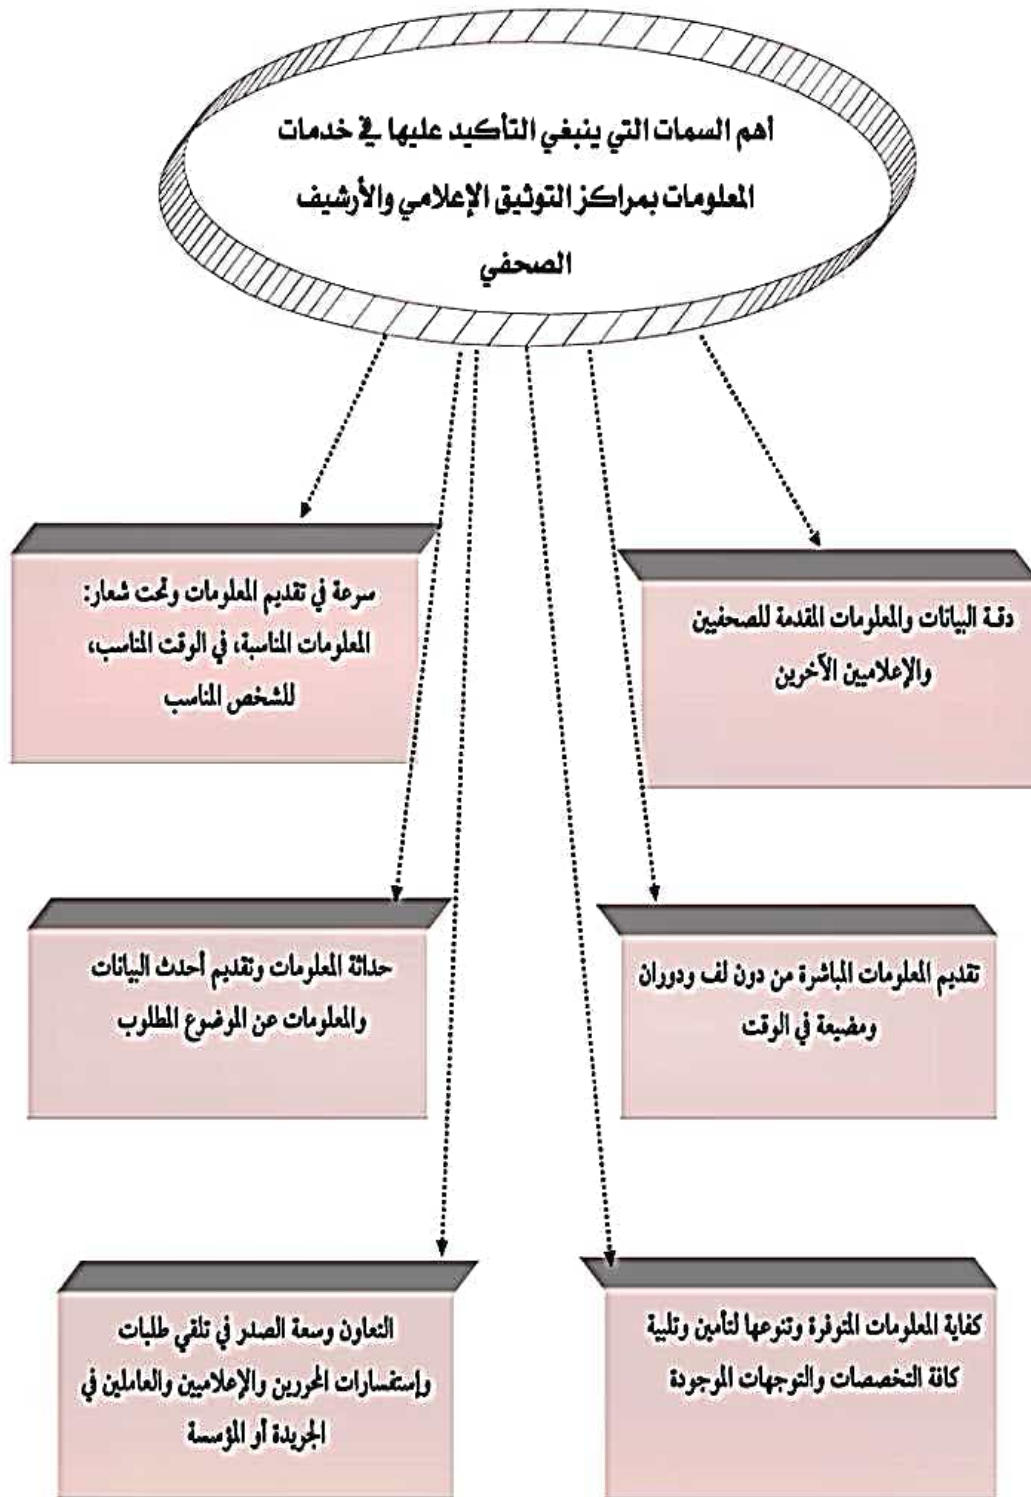 أهم السمات التي ينبغي التأكيد عليها في خدمات
المعلومات بمراكز التوثيق الإعلامي والأرشيف
الصحفي
دقة البيانات والمعلومات المقدمة للصحفيين
والإعلاميين الآخرين
سرعة في تقديم المعلومات وتحت شعار:
المعلومات المناسبة، في الوقت المناسب،
للشخص المناسب
تقديم المعلومات المباشرة من دون لف ودوران
ومضيعة في الوقت
حداثة المعلومات وتقديم أحدث البيانات
والمعلومات عن الموضوع المطلوب
كفاية المعلومات المتوفرة وتنوعها لتأمين وتلبية
كافة التخصصات والتوجهات الموجودة
التعاون وسعة الصدر في تلقي طلبات
وإستفسارات المحررين والإعلاميين والعاملين في
الجريدة أو المؤسسة